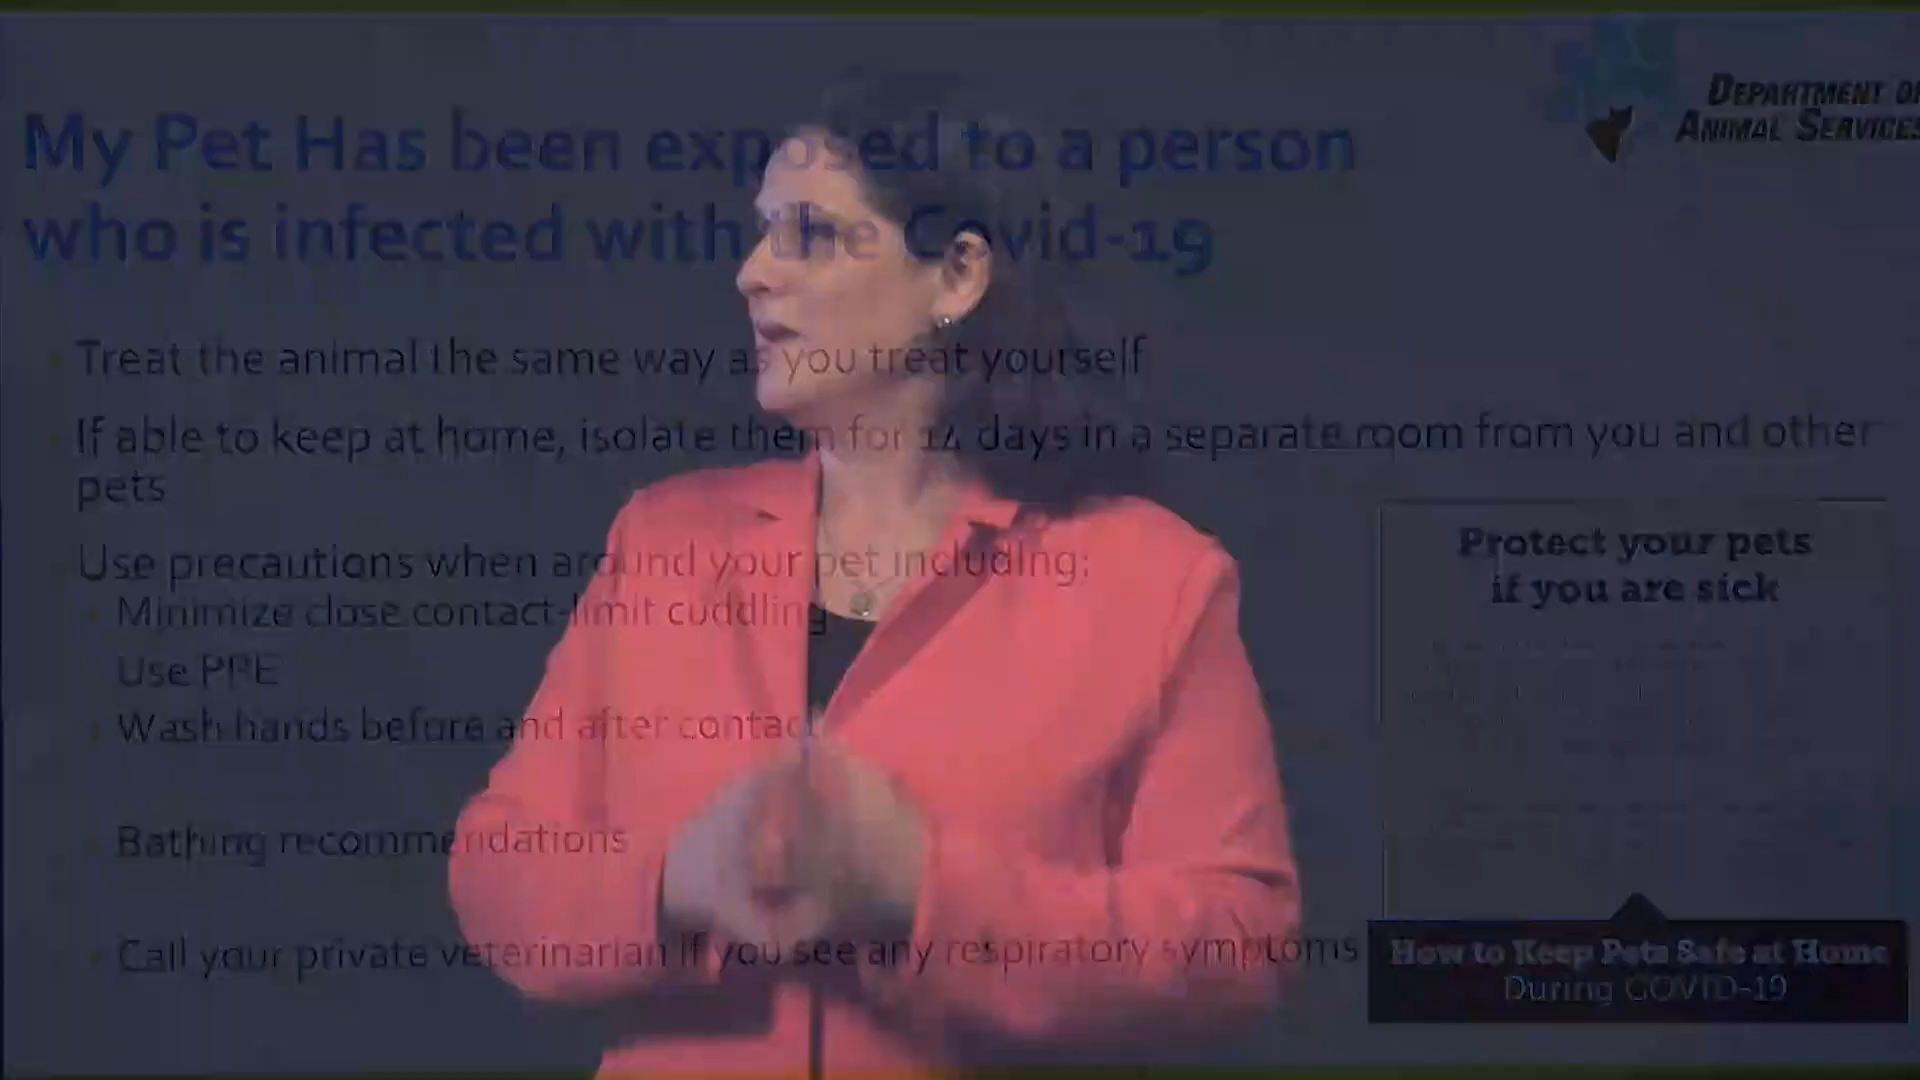 DEPARTMENT OF
ANIMAL SERVICES
My Pet Has been exposed to a person
who is infected with the Covid-19
Treat the animal the same way as you treat yourself
If able to keep at home, isolate them for 14 days in a separate room from you and other
pets
Use precautions when around your pet including:
Minimize close contact-limit cuddling
Use PPE
Wash hands before and after contact
Bathing recommendations
Call your private veterinarian if you see any respiratory symptoms
Protect your pets
if you are sick
How to Keep Pets Safe at Home
During COVID-19